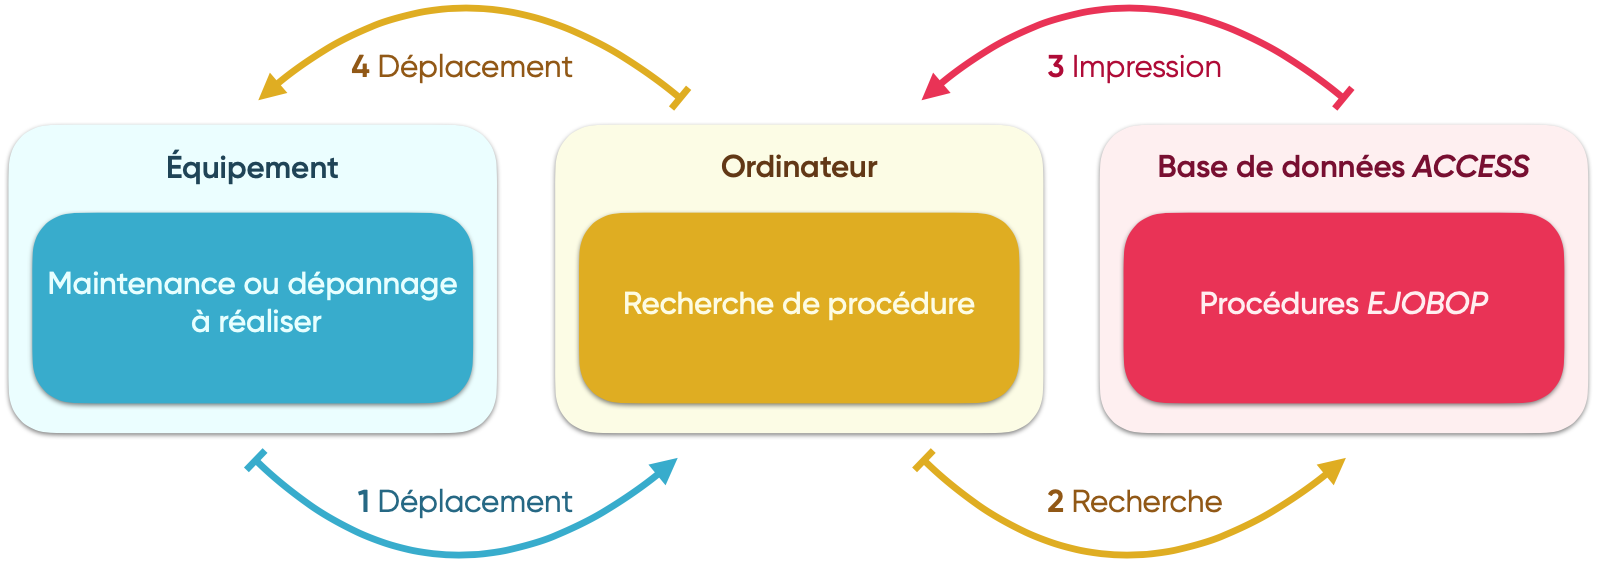 4 Déplacement
3 Impression
Équipement
Ordinateur
Base de données ACCESS
Maintenance ou dépannage
à réaliser
Recherche de procédure
Procédures EJOBOP
1 Déplacement
2 Recherche